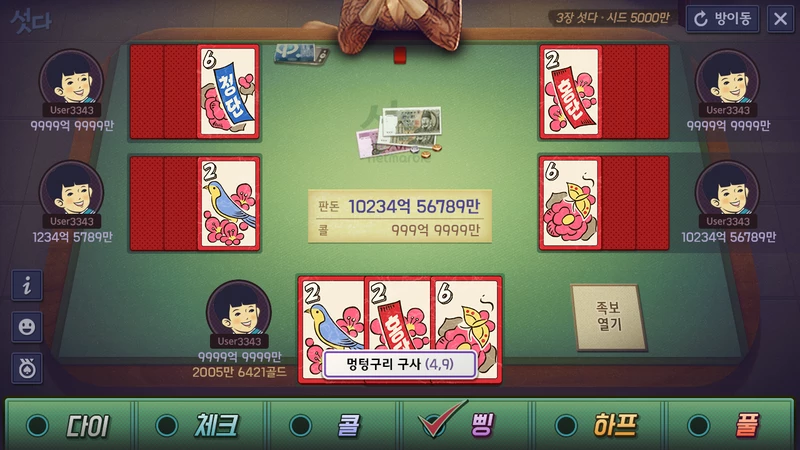 섯다
3장 섯다 · 시드 5000만
방이동
6
청단
User3343
9999억 9999만
2
홍단
User3343
9999억 9999만
netmarble
2
User3343
1234억 5789만
판돈 10234억 56789만
콜 999억 9999만
6
User3343
10234억 56789만
2
2
홍단
6
User3343
9999억 9999만
2005만 6421골드
멍텅구리 구사 (4,9)
족보
열기
다이
체크
콜
삥
하프
풀